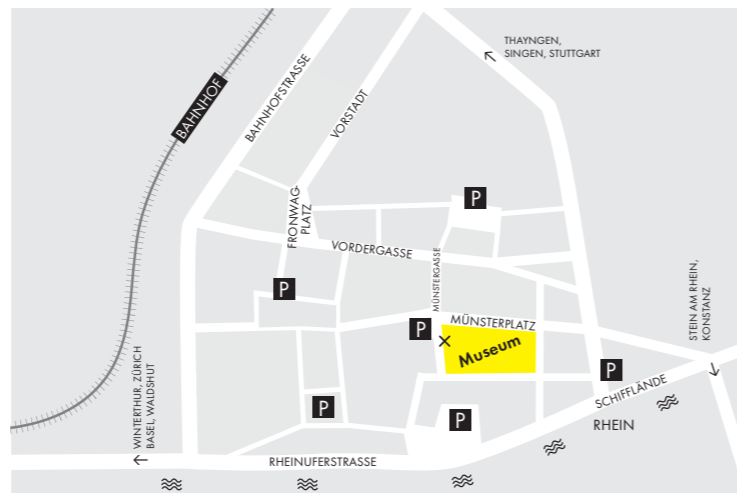 THAYNGEN,
SINGEN, STUTTGART
BAHNHOF
BAHNHOFSTRASSE
VORSTADT
P
FRONWAG-
PLATZ
VORDERGASSE
MÜNSTERGASSE
STEIN AM RHEIN,
KONSTANZ
P
P
MÜNSTERPLATZ
Museum
P
SCHIFFLÄNDE
WINTERTHUR, ZÜRICH
BASEL, WALDSHUT
P
P
RHEIN
RHEINUFERSTRASSE